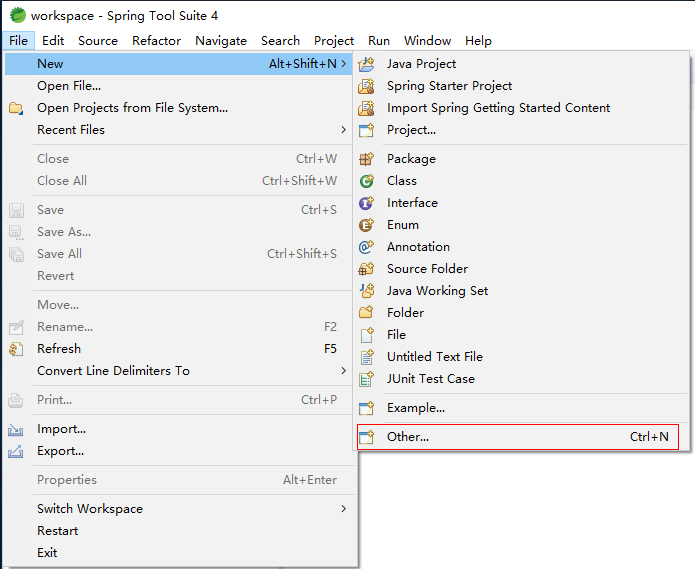 workspace - Spring Tool Suite 4
File Edit Source Refactor Navigate Search Project Run Window Help
New Alt+Shift+N
Open File...
Open Projects from File System...
Recent Files
Close Ctrl+W
Close All Ctrl+Shift+W
Save Ctrl+S
Save As...
Save All Ctrl+Shift+S
Revert
Move...
Rename... F2
Refresh F5
Convert Line Delimiters To
Print... Ctrl+P
Import...
Export...
Properties Alt+Enter
Switch Workspace
Restart
Exit
Java Project
Spring Starter Project
Import Spring Getting Started Content
Project...
Package
Class
Interface
Enum
Annotation
Source Folder
Java Working Set
Folder
File
Untitled Text File
JUnit Test Case
Example...
Other... Ctrl+N